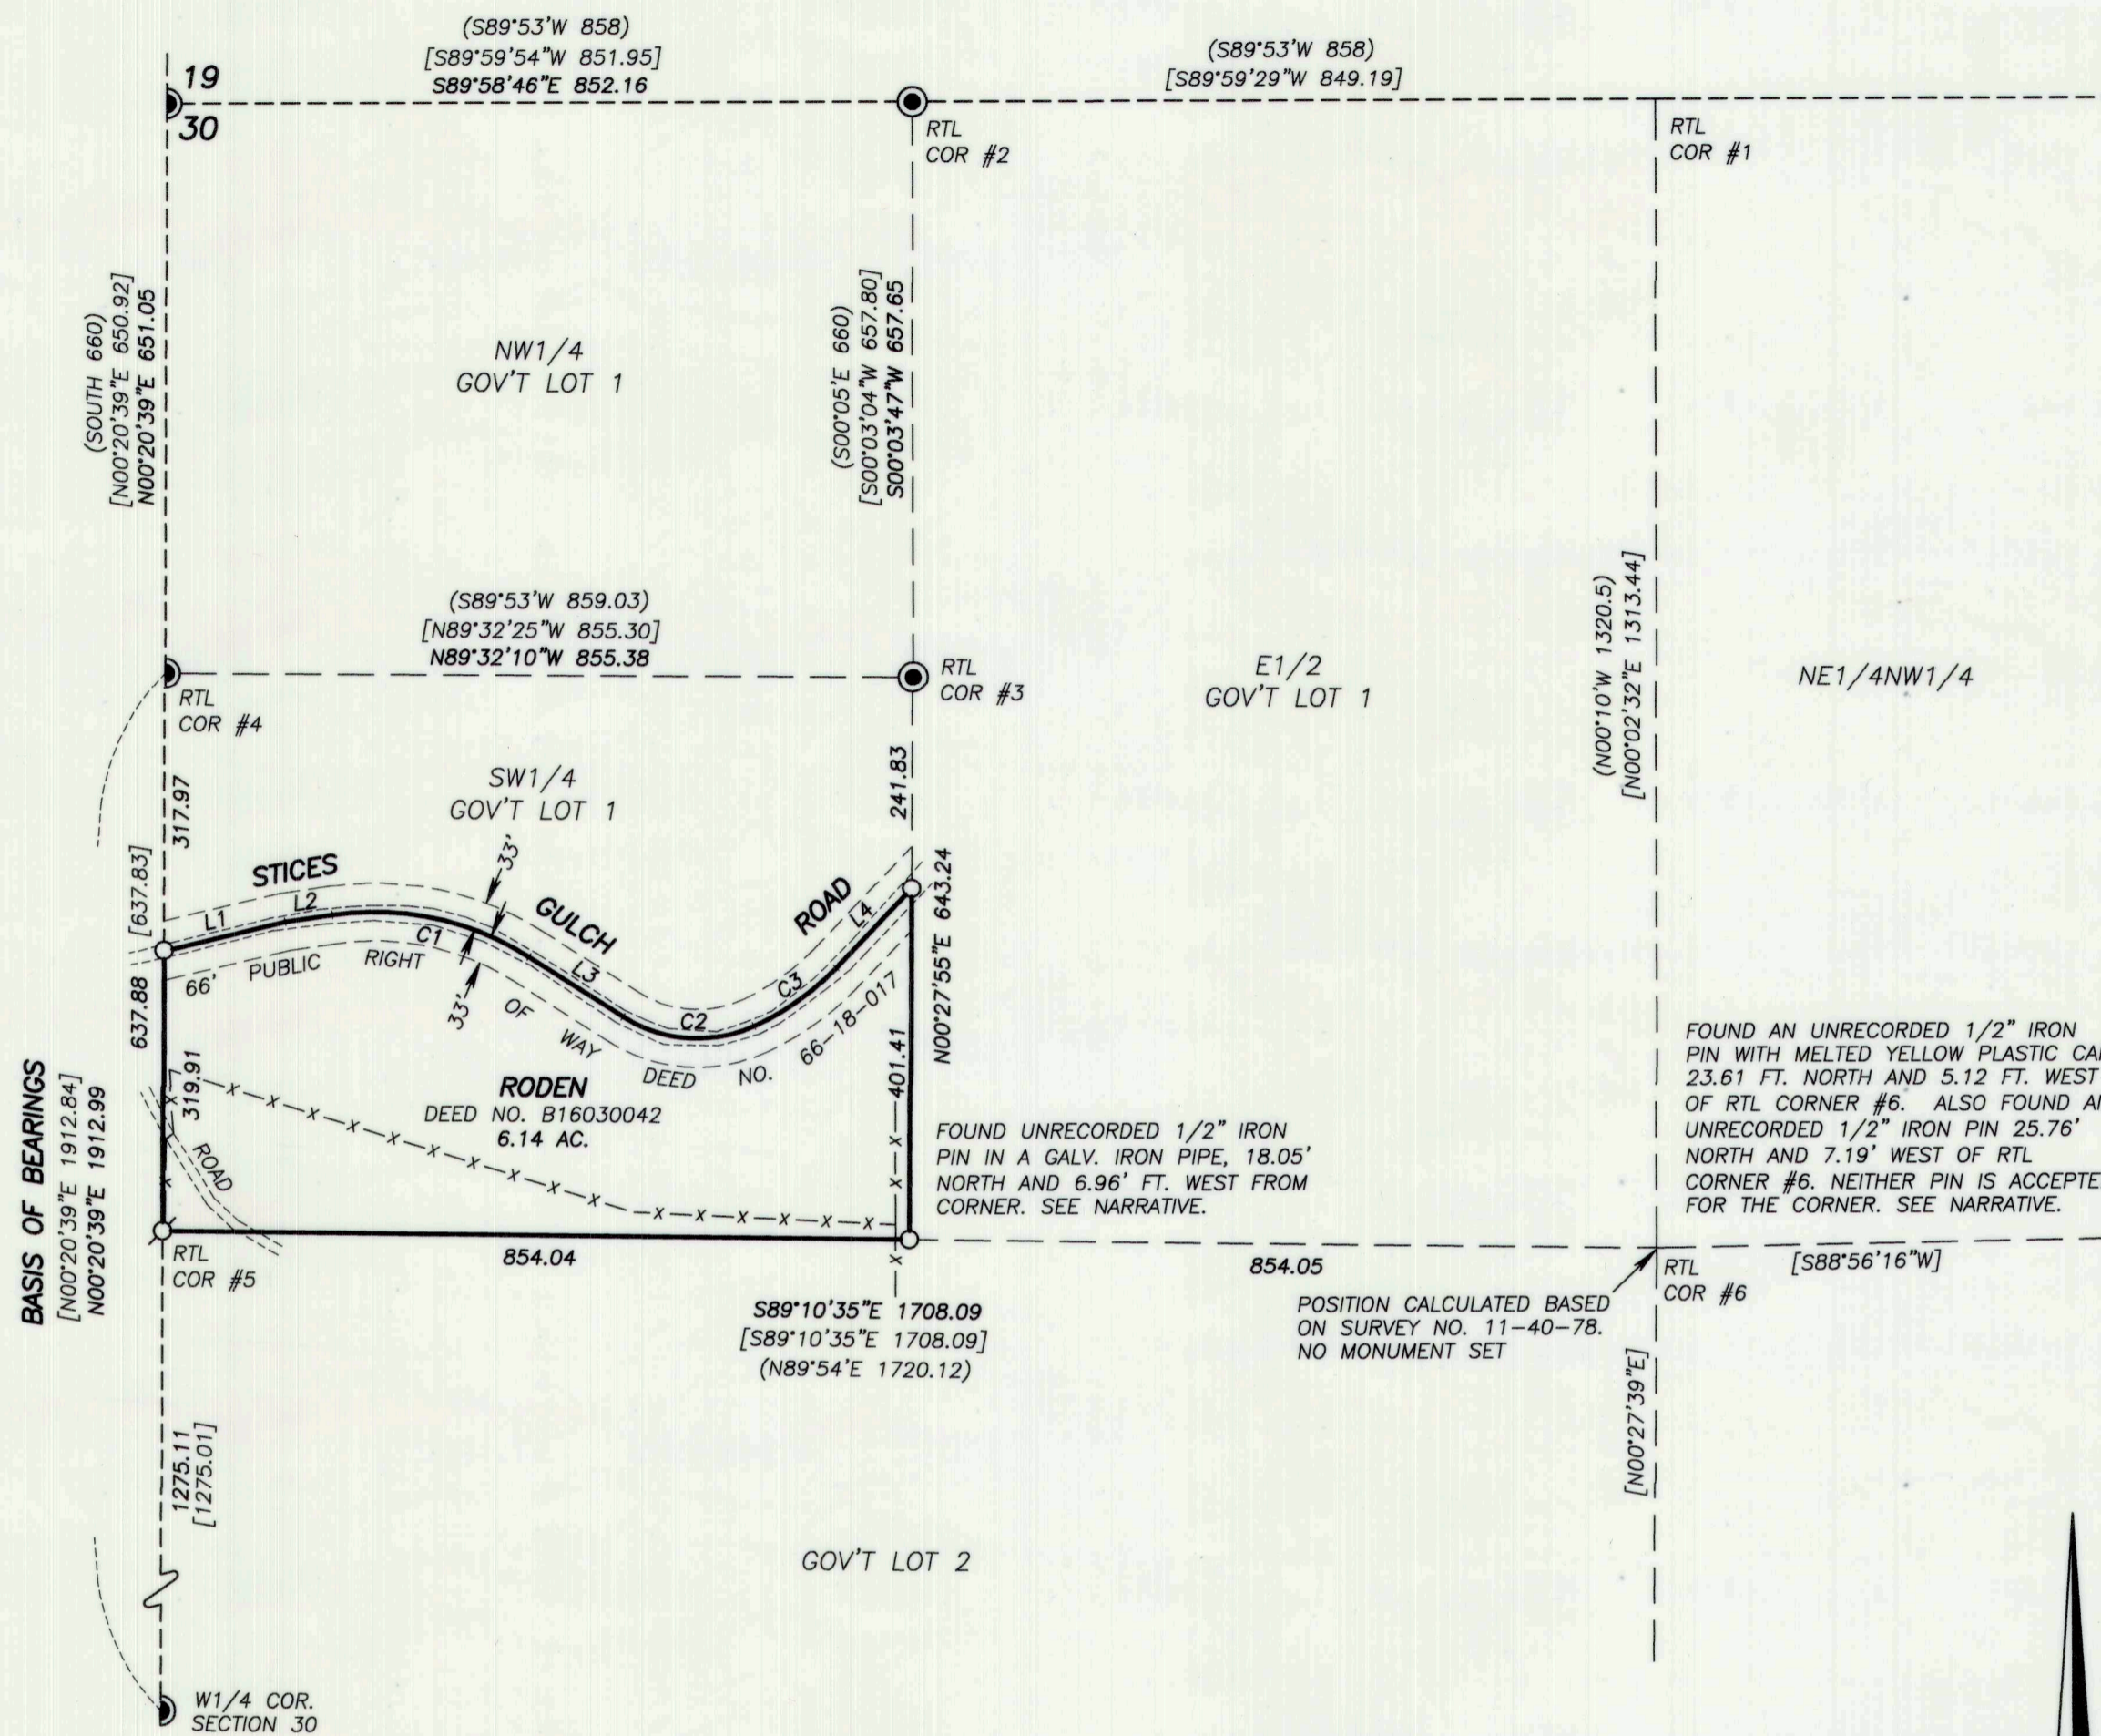 (S89°53'W 858)
[S89°59'54"W 851.95]
S89°58'46"E 852.16
(S89°53'W 858)
[S89°59'29"W 849.19]
19
30
RTL
COR #2
RTL
COR #1
(SOUTH 660)
[N00°20'39"E 650.92]
N00°20'39"E 651.05
NW1/4
GOV'T LOT 1
(S00°05'E 660)
[S00°03'04"W 657.80]
S00°03'47"W 657.65
(S89°53'W 859.03)
[N89°32'25"W 855.30]
N89°32'10"W 855.38
RTL
COR #4
RTL
COR #3
E1/2
GOV'T LOT 1
(N00°10'W 1320.5)
[N00°02'32"E 1313.44]
NE1/4NW1/4
317.97
SW1/4
GOV'T LOT 1
241.83
[637.83]
637.88
STICES GULCH ROAD
33'
L1
L2
C1
L3
C2
C3
L4
66' PUBLIC RIGHT OF WAY DEED NO. 66-18-017
33'
N00°27'55"E 643.24
401.41
319.91
ROAD
RODEN
DEED NO. B16030042
6.14 AC.
BASIS OF BEARINGS
[N00°20'39"E 1912.84]
N00°20'39"E 1912.99
FOUND UNRECORDED 1/2" IRON
PIN IN A GALV. IRON PIPE, 18.05'
NORTH AND 6.96' FT. WEST FROM
CORNER. SEE NARRATIVE.
FOUND AN UNRECORDED 1/2" IRON
PIN WITH MELTED YELLOW PLASTIC
23.61 FT. NORTH AND 5.12 FT. WEST
OF RTL CORNER #6. ALSO FOUND
UNRECORDED 1/2" IRON PIN 25.76'
NORTH AND 7.19' WEST OF RTL
CORNER #6. NEITHER PIN IS
FOR THE CORNER. SEE NARRATIVE.
RTL
COR #5
854.04
854.05
RTL
COR #6
[S88°56'16"W]
S89°10'35"E 1708.09
[S89°10'35"E 1708.09]
(N89°54'E 1720.12)
POSITION CALCULATED BASED
ON SURVEY NO. 11-40-78.
NO MONUMENT SET
[N00°27'39"E]
1275.11
[1275.01]
GOV'T LOT 2
W1/4 COR.
SECTION 30